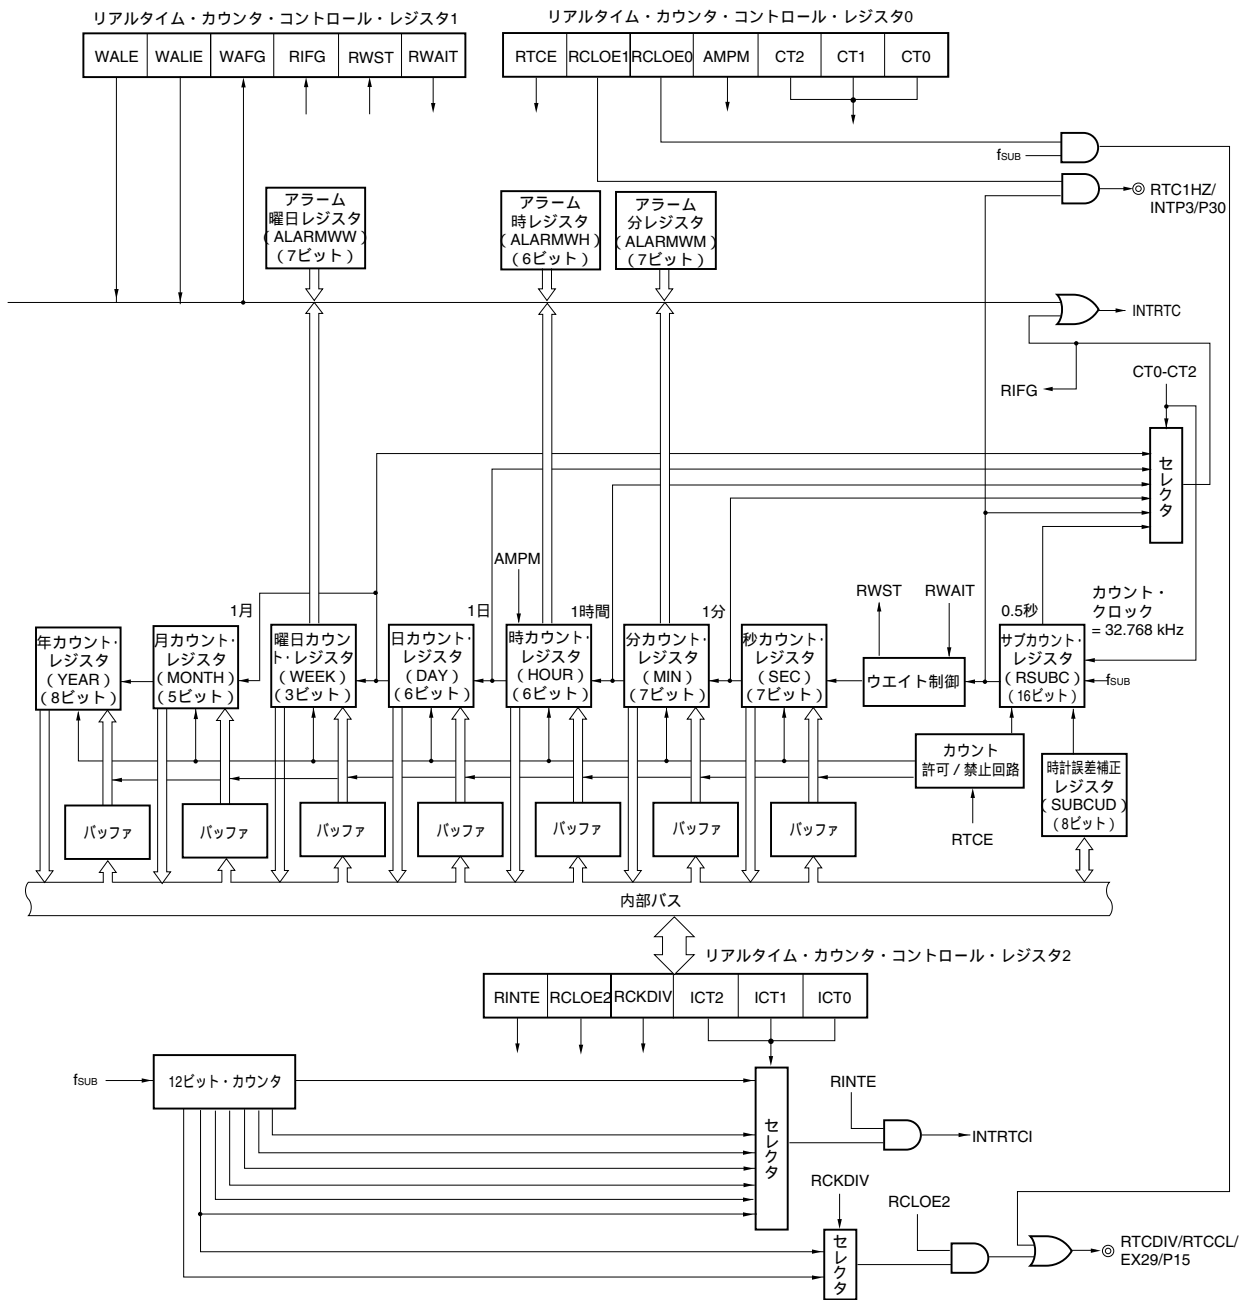 リアルタイム・カウンタ・コントロール・レジスタ1
WALE WALIE WAFG RIFG RWST RWAIT
リアルタイム・カウンタ・コントロール・レジスタ0
RTCE RCLOE1 RCLOE0 AMPM CT2 CT1 CT0
fSUB
RTC1HZ/
INTP3/P30
アラーム
曜日レジスタ
(ALARMWW)
(7ビット)
アラーム
時レジスタ
(ALARMWH)
(6ビット)
アラーム
分レジスタ
(ALARMWM)
(7ビット)
INTRTC
RIFG
CT0-CT2
セレクタ
AMPM
RWST
RWAIT
カウント・
クロック
= 32.768 kHz
1月
1日
1時間
1分
0.5秒
年カウント・
レジスタ
(YEAR)
(8ビット)
月カウント・
レジスタ
(MONTH)
(5ビット)
曜日カウン
ト・レジスタ
(WEEK)
(3ビット)
日カウント・
レジスタ
(DAY)
(6ビット)
時カウント・
レジスタ
(HOUR)
(6ビット)
分カウント・
レジスタ
(MIN)
(7ビット)
秒カウント・
レジスタ
(SEC)
(7ビット)
ウエイト制御
サブカウント・
レジスタ
(RSUBC)
(16ビット)
fSUB
カウント
許可/禁止回路
RTCE
時計誤差補正
レジスタ
(SUBCUD)
(8ビット)
バッファ
バッファ
バッファ
バッファ
バッファ
バッファ
バッファ
内部バス
リアルタイム・カウンタ・コントロール・レジスタ2
RINTE RCLOE2 RCKDIV ICT2 ICT1 ICT0
fSUB
12ビット・カウンタ
セレクタ
RINTE
INTRTCI
RCKDIV
セレクタ
RCLOE2
RTCDIV/RTCCL/
EX29/P15